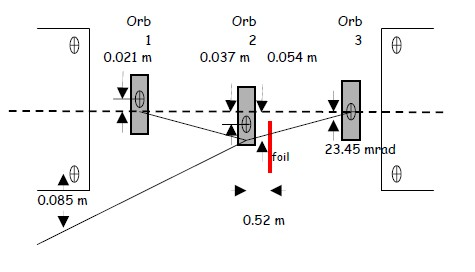 Orb Orb Orb
1 2 3
0.021 m 0.037 m 0.054 m
foil
23.45 mrad
0.085 m
0.52 m